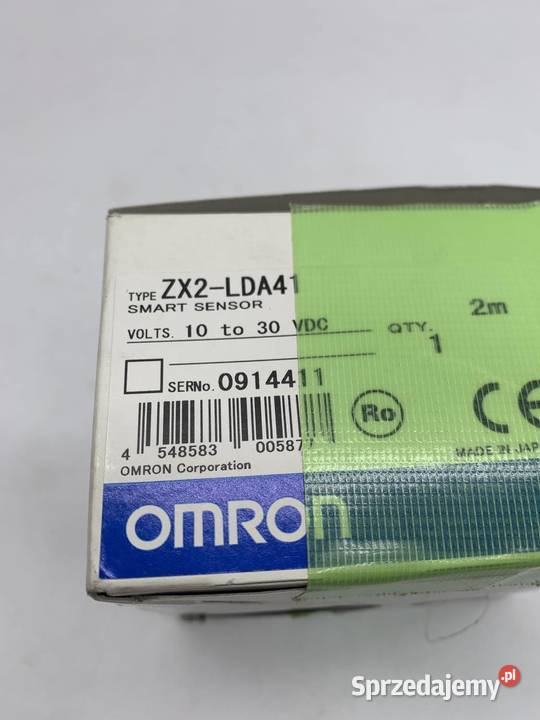 TYPE ZX2-LDA41
SMART SENSOR
2m
VOLTS. 10 to 30 VDC QTY. 1
SERNo. 0914411
4 548583 005877
Ro
CE
OMRON Corporation
MADE IN JAPAN
OMRON
Sprzedajemy.pl